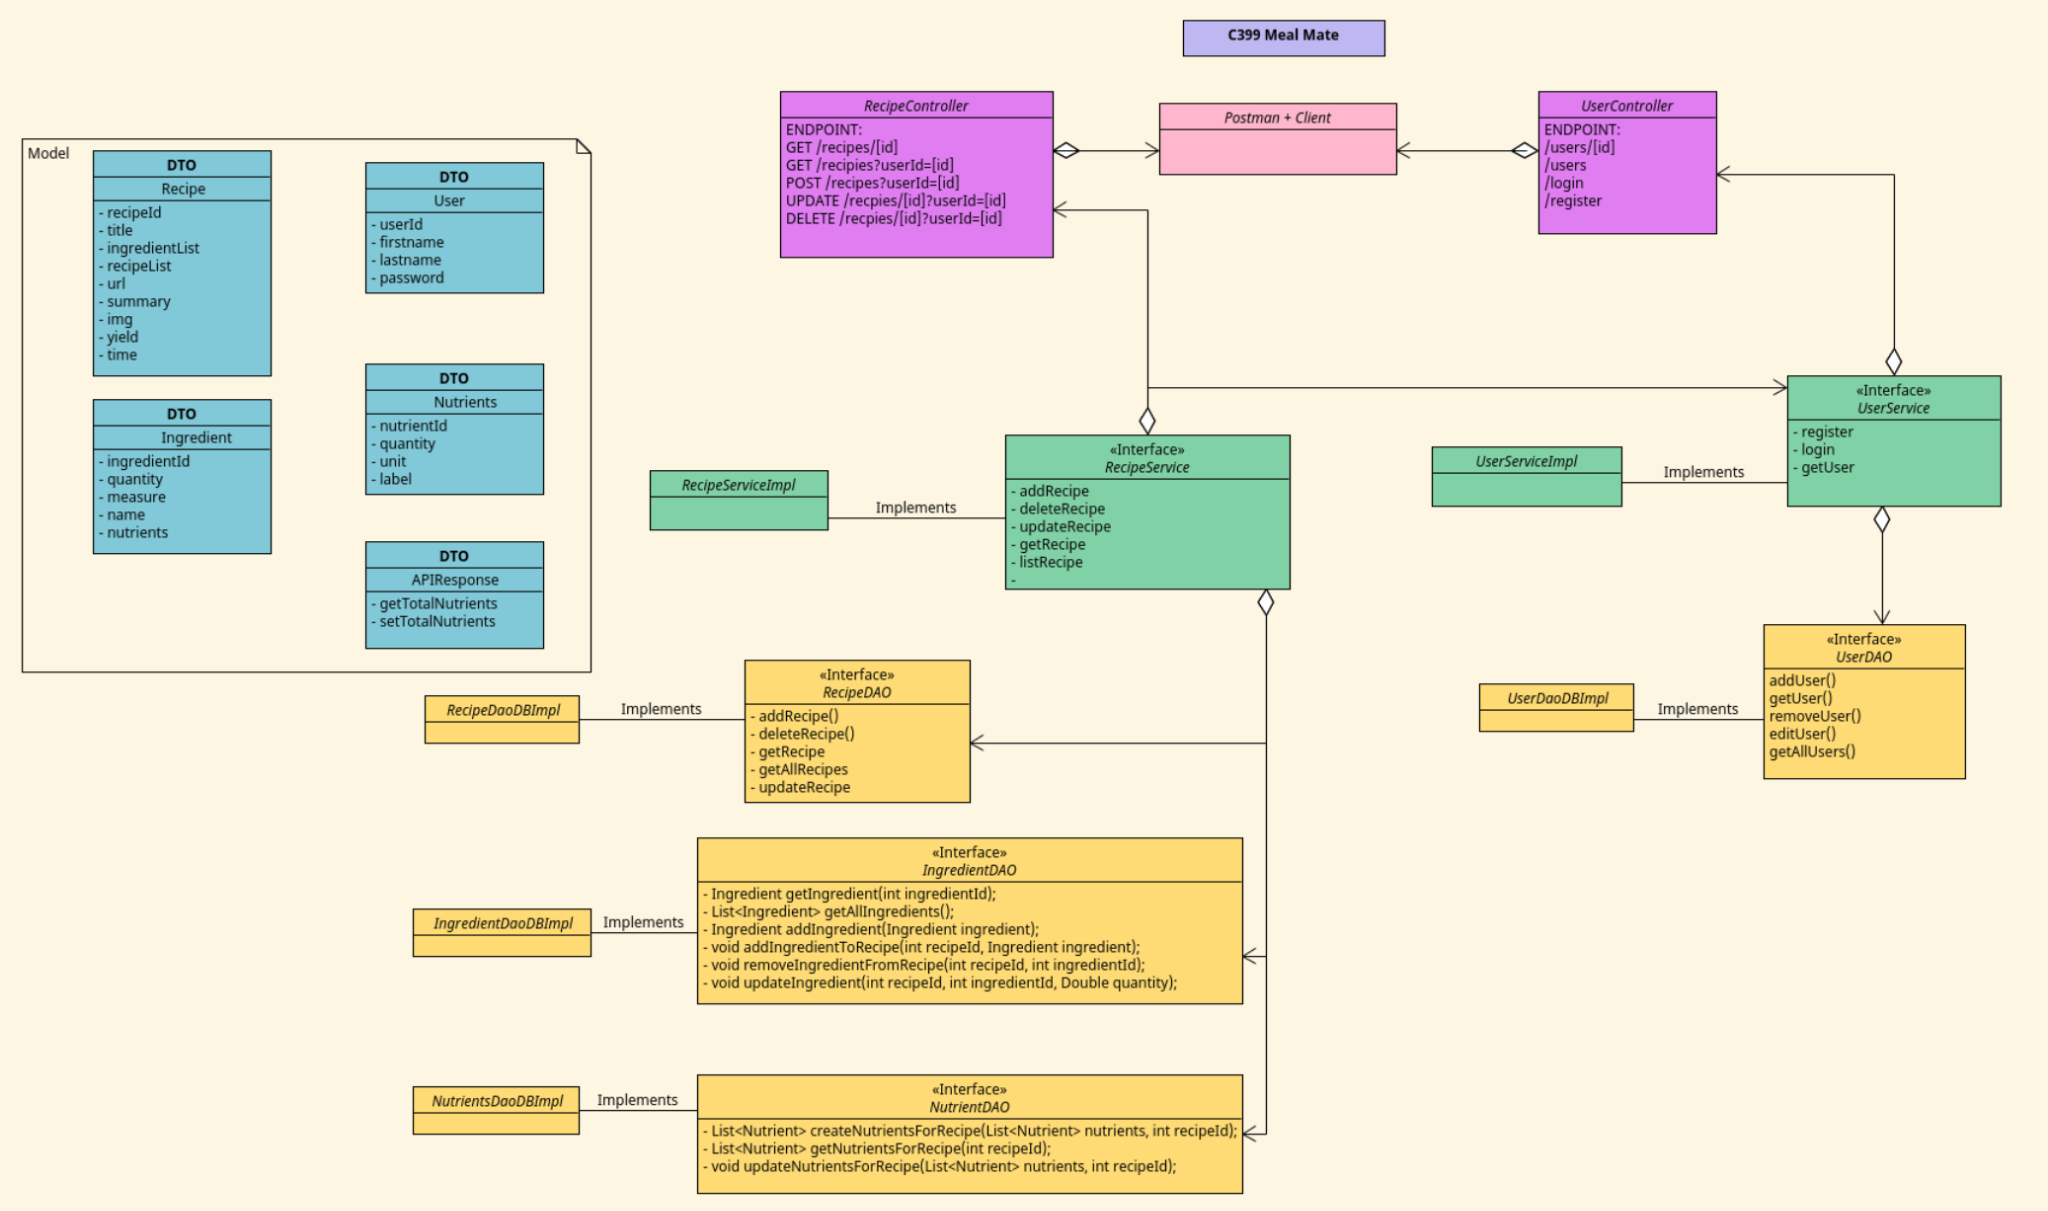 C399 Meal Mate
RecipeController
ENDPOINT:
GET /recipes/[id]
GET /recipies?userId=[id]
POST /recipes?userId=[id]
UPDATE /recpies/[id]?userId=[id]
DELETE /recpies/[id]?userId=[id]
Postman + Client
UserController
ENDPOINT:
/users/[id]
/users
/login
/register
Model
DTO
Recipe
- recipeId
- title
- ingredientList
- recipeList
- url
- summary
- img
- yield
- time
DTO
User
- userId
- firstname
- lastname
- password
DTO
Ingredient
- ingredientId
- quantity
- measure
- name
- nutrients
DTO
Nutrients
- nutrientId
- quantity
- unit
- label
DTO
APIResponse
- getTotalNutrients
- setTotalNutrients
RecipeServiceImpl
Implements
«Interface»
RecipeService
- addRecipe
- deleteRecipe
- updateRecipe
- getRecipe
- listRecipe
-
UserServiceImpl
Implements
«Interface»
UserService
- register
- login
- getUser
RecipeDaoDBImpl
Implements
«Interface»
RecipeDAO
- addRecipe()
- deleteRecipe()
- getRecipe
- getAllRecipes
- updateRecipe
UserDaoDBImpl
Implements
«Interface»
UserDAO
addUser()
getUser()
removeUser()
editUser()
getAllUsers()
IngredientDaoDBImpl
Implements
«Interface»
IngredientDAO
- Ingredient getIngredient(int ingredientId);
- List<Ingredient> getAllIngredients();
- Ingredient addIngredient(Ingredient ingredient);
- void addIngredientToRecipe(int recipeId, Ingredient ingredient);
- void removeIngredientFromRecipe(int recipeId, int ingredientId);
- void updateIngredient(int recipeId, int ingredientId, Double quantity);
NutrientsDaoDBImpl
Implements
«Interface»
NutrientDAO
- List<Nutrient> createNutrientsForRecipe(List<Nutrient> nutrients, int recipeId);
- List<Nutrient> getNutrientsForRecipe(int recipeId);
- void updateNutrientsForRecipe(List<Nutrient> nutrients, int recipeId);